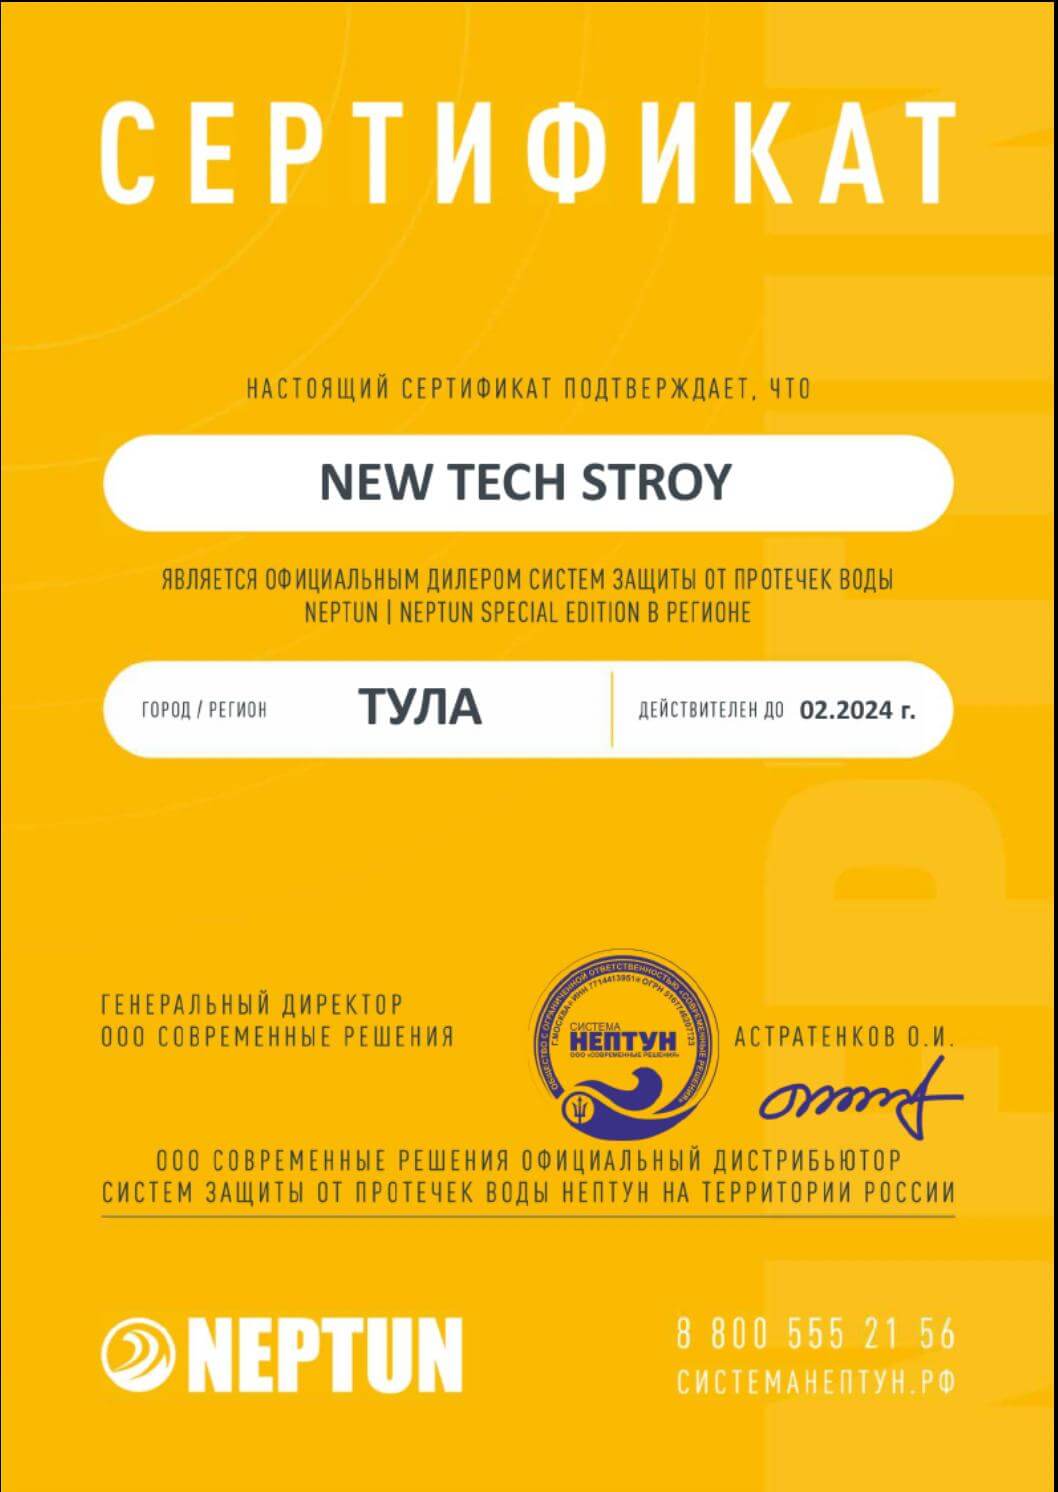 СЕРТИФИКАТ
НАСТОЯЩИЙ СЕРТИФИКАТ ПОДТВЕРЖДАЕТ, ЧТО
NEW TECH STROY
ЯВЛЯЕТСЯ ОФИЦИАЛЬНЫМ ДИЛЕРОМ СИСТЕМ ЗАЩИТЫ ОТ ПРОТЕЧЕК ВОДЫ
NEPTUN | NEPTUN SPECIAL EDITION В РЕГИОНЕ
ГОРОД / РЕГИОН ТУЛА ДЕЙСТВИТЕЛЕН ДО 02.2024 г.
ОБЩЕСТВО С ОГРАНИЧЕННОЙ ОТВЕТСТВЕННОСТЬЮ «СОВРЕМЕННЫЕ РЕШЕНИЯ»
Г.МОСКВА * ИНН 7714413951 * ОГРН 5167746207723
СИСТЕМА
НЕПТУН
ООО «СОВРЕМЕННЫЕ РЕШЕНИЯ»
ГЕНЕРАЛЬНЫЙ ДИРЕКТОР
ООО СОВРЕМЕННЫЕ РЕШЕНИЯ
АСТРАТЕНКОВ О.И.
ООО СОВРЕМЕННЫЕ РЕШЕНИЯ ОФИЦИАЛЬНЫЙ ДИСТРИБЬЮТОР
СИСТЕМ ЗАЩИТЫ ОТ ПРОТЕЧЕК ВОДЫ НЕПТУН НА ТЕРРИТОРИИ РОССИИ
NEPTUN
8 800 555 21 56
СИСТЕМАНЕПТУН.РФ